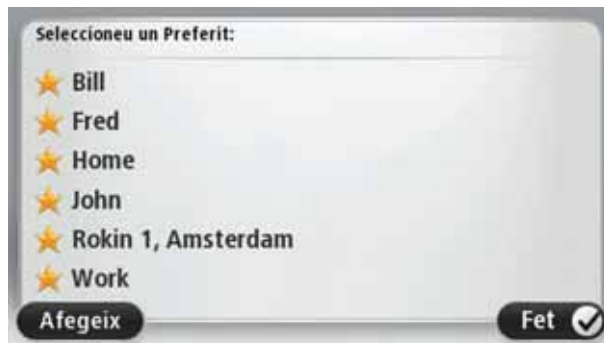 Seleccioneu un Preferit:
Bill
Fred
Home
John
Rokin 1, Amsterdam
Work
Afegeix
Fet